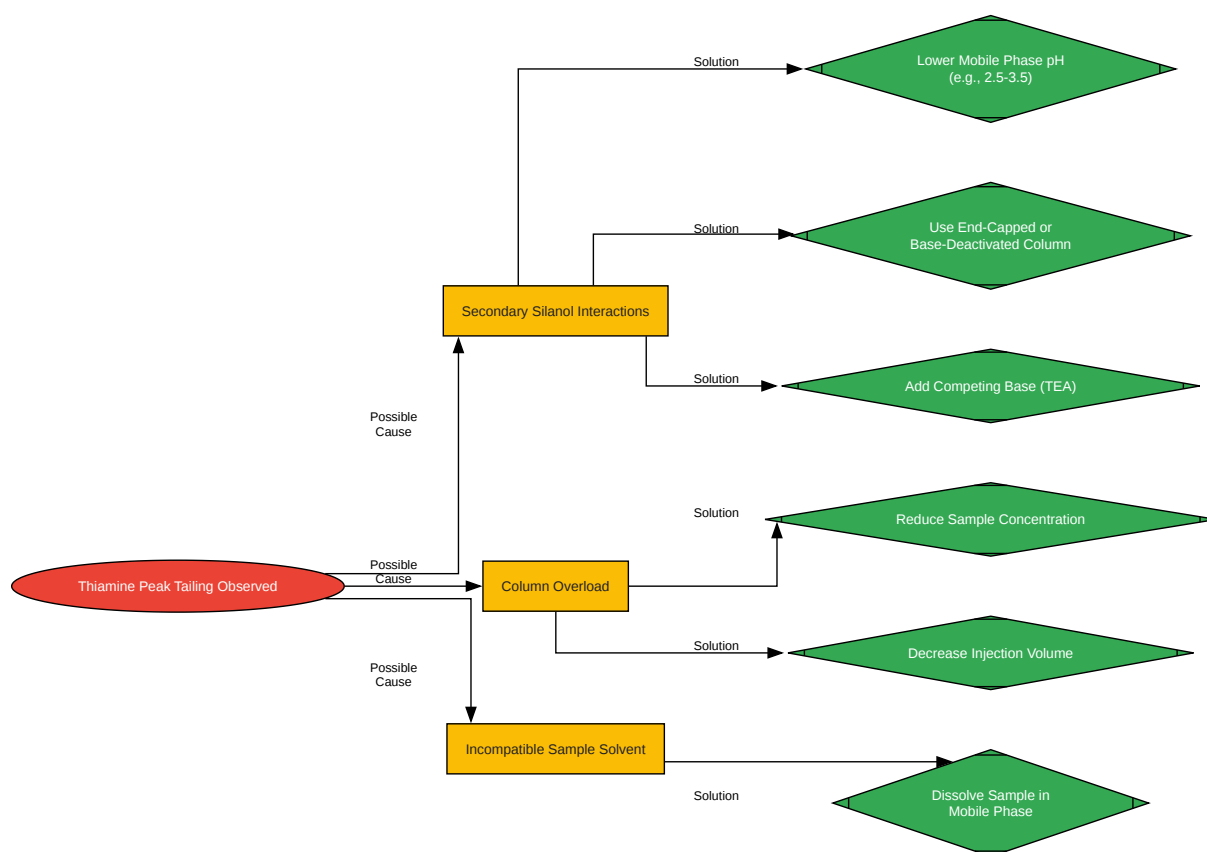 Solution
Lower Mobile Phase pH
(e.g., 2.5-3.5)
Solution
Use End-Capped or
Base-Deactivated Column
Secondary Silanol Interactions
Solution
Add Competing Base (TEA)
Possible
Cause
Solution
Reduce Sample Concentration
Possible
Cause
Thiamine Peak Tailing Observed
Column Overload
Solution
Decrease Injection Volume
Possible
Cause
Incompatible Sample Solvent
Solution
Dissolve Sample in
Mobile Phase